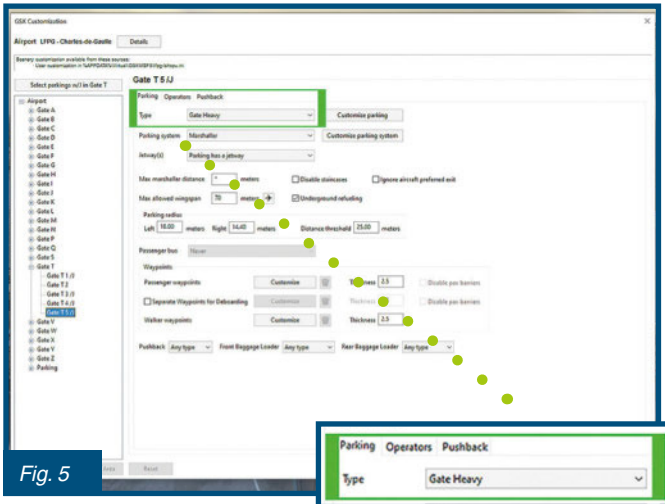 GSX Customization
Airport LFPG - Charles-de-Gaulle Details
Scenery customization available from these sources:
Select parkings w/J in Gate T
Gate T 5 /J
Airport
Gate A
Gate B
Gate C
Gate D
Gate E
Gate F
Gate G
Gate H
Gate I
Gate J
Gate K
Gate L
Gate M
Gate N
Gate P
Gate Q
Gate S
Gate T
Gate T 1 /J
Gate T 2
Gate T 3 /J
Gate T 4 /J
Gate T 5 /J
Gate V
Gate W
Gate X
Gate Y
Gate Z
Parking
Parking Operators Pushback
Type Gate Heavy Customize parking
Parking system Marshaller Customize parking system
Jetway(s) Parking has a jetway
Max marshaller distance meters Disable staircases Ignore aircraft preferred exit
Max allowed wingspan 70 meters Underground refueling
Parking radius
Left 18.00 meters Right 14.40 meters Distance threshold 25.00 meters
Passenger bus Never
Waypoints
Passenger waypoints Customize Thickness 2.5 Disable pax barriers
Separate Waypoints for Deboarding Customize Thickness Disable pax barriers
Walker waypoints Customize Thickness 2.5
Pushback Any type Front Baggage Loader Any type Rear Baggage Loader Any type
Area Reset
Fig. 5
Parking Operators Pushback
Type Gate Heavy